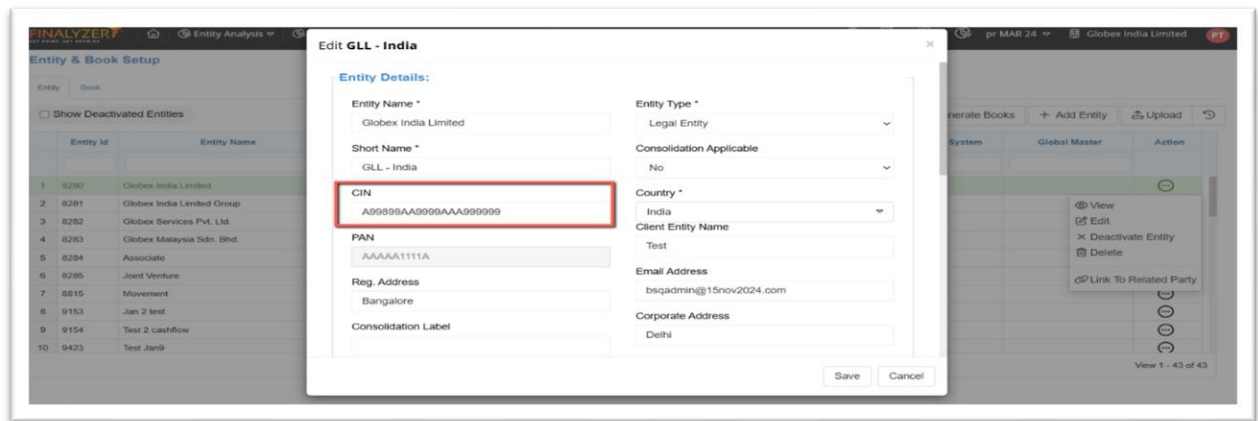 FINALYZER
Entity Analysis
pr MAR 24
Globex India Limited
PT
Entity & Book Setup
Entity
Book
Show Deactivated Entities
nerate Books
+ Add Entity
Upload
Entity Id
Entity Name
System
Global Master
Action
1 8280 Globex India Limited
2 8281 Globex India Limited Group
3 8282 Globex Services Pvt. Ltd.
4 8283 Globex Malaysia Sdn. Bhd.
5 8284 Associate
6 8285 Joint Venture
7 8815 Movement
8 9153 Jan 2 test
9 9154 Test 2 cashflow
10 9423 Test Jan9
View
Edit
Deactivate Entity
Delete
Link To Related Party
View 1 - 43 of 43
Edit GLL - India
×
Entity Details:
Entity Name *
Globex India Limited
Entity Type *
Legal Entity
Short Name *
GLL - India
Consolidation Applicable
No
CIN
A99899AA9999AAA999999
Country *
India
PAN
AAAAA1111A
Client Entity Name
Test
Reg. Address
Bangalore
Email Address
bsqadmin@15nov2024.com
Consolidation Label
Corporate Address
Delhi
Save
Cancel